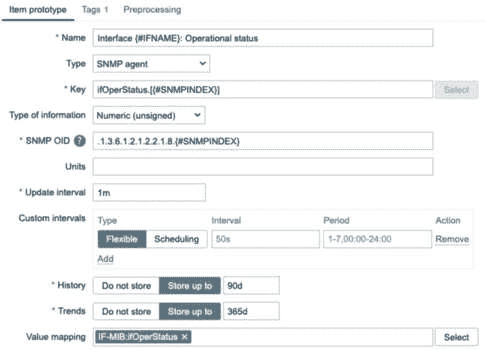 Item prototype Tags 1 Preprocessing
* Name Interface {#IFNAME}: Operational status
Type SNMP agent
* Key ifOperStatus.[{#SNMPINDEX}] Select
Type of information Numeric (unsigned)
* SNMP OID ? .1.3.6.1.2.1.2.2.1.8.{#SNMPINDEX}
Units
* Update interval 1m
Custom intervals Type Interval Period Action
Flexible Scheduling 50s 1-7,00:00-24:00 Remove
Add
* History Do not store Store up to 90d
* Trends Do not store Store up to 365d
Value mapping IF-MIB:ifOperStatus × Select